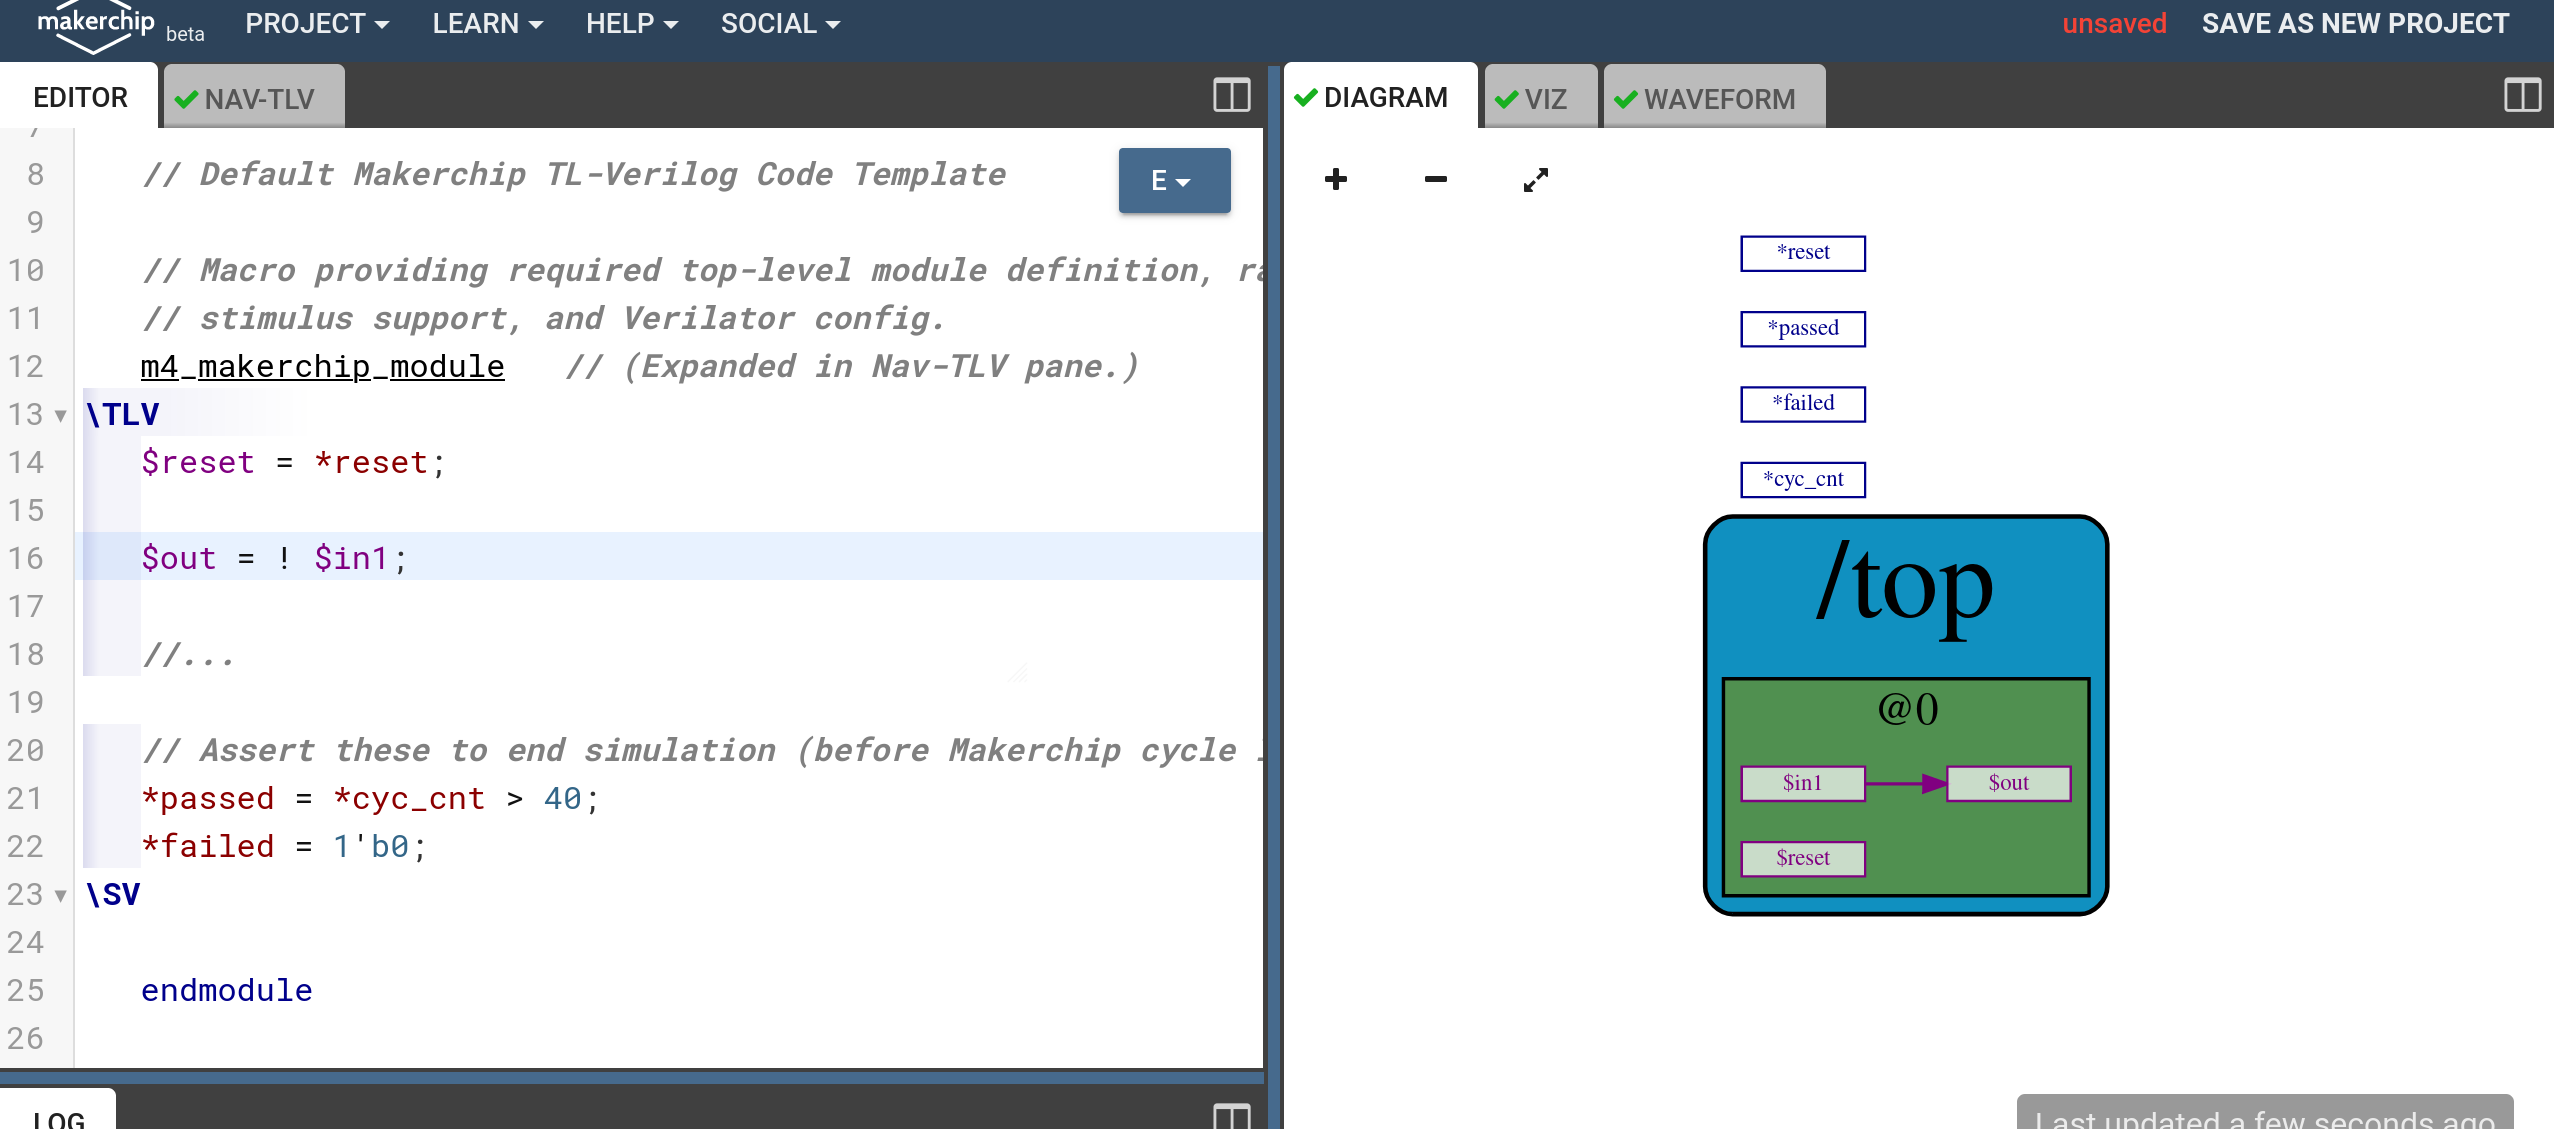 makerchip beta PROJECT LEARN HELP SOCIAL unsaved SAVE AS NEW PROJECT
EDITOR NAV-TLV
8 // Default Makerchip TL-Verilog Code Template
E
9
10 // Macro providing required top-level module definition,
11 // stimulus support, and Verilator config.
12 m4_makerchip_module // (Expanded in Nav-TLV pane.)
13 \TLV
14 $reset = *reset;
15
16 $out = ! $in1;
17
18 //...
19
20 // Assert these to end simulation (before Makerchip cycle
21 *passed = *cyc_cnt > 40;
22 *failed = 1'b0;
23 \SV
24
25 endmodule
26
LOG
DIAGRAM VIZ WAVEFORM
*reset
*passed
*failed
*cyc_cnt
/top
@0
$in1 $out
$reset
Last updated a few seconds ago